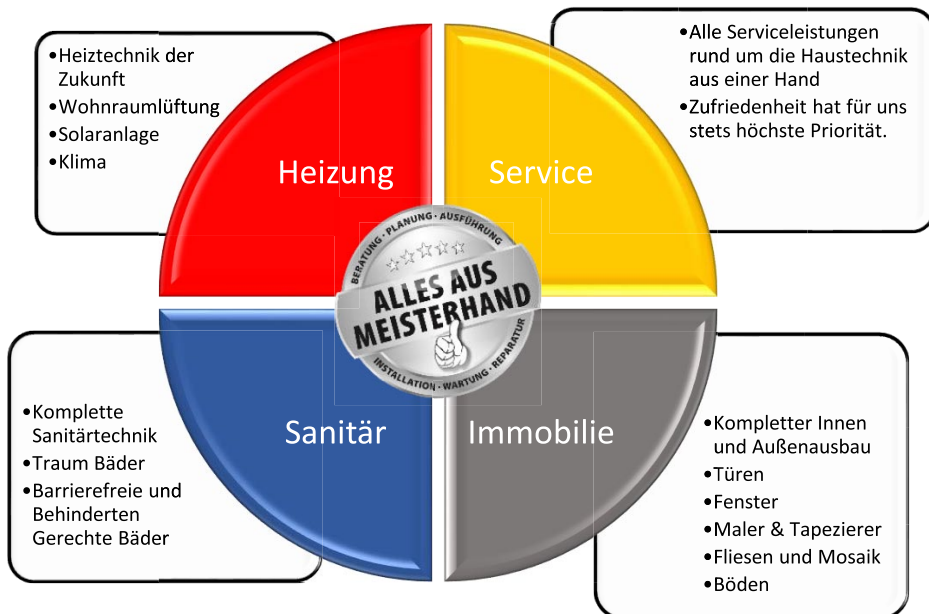 •Heiztechnik der
Zukunft
•Wohnraumlüftung
•Solaranlage
•Klima
•Alle Serviceleistungen
rund um die Haustechnik
aus einer Hand
•Zufriedenheit hat für uns
stets höchste Priorität.
Heizung
Service
BERATUNG · PLANUNG · AUSFÜHRUNG
ALLES AUS
MEISTERHAND
INSTALLATION · WARTUNG · REPARATUR
Sanitär
Immobilie
•Komplette
Sanitärtechnik
•Traum Bäder
•Barrierefreie und
Behinderten
Gerechte Bäder
•Kompletter Innen
und Außenausbau
•Türen
•Fenster
•Maler & Tapezierer
•Fliesen und Mosaik
•Böden